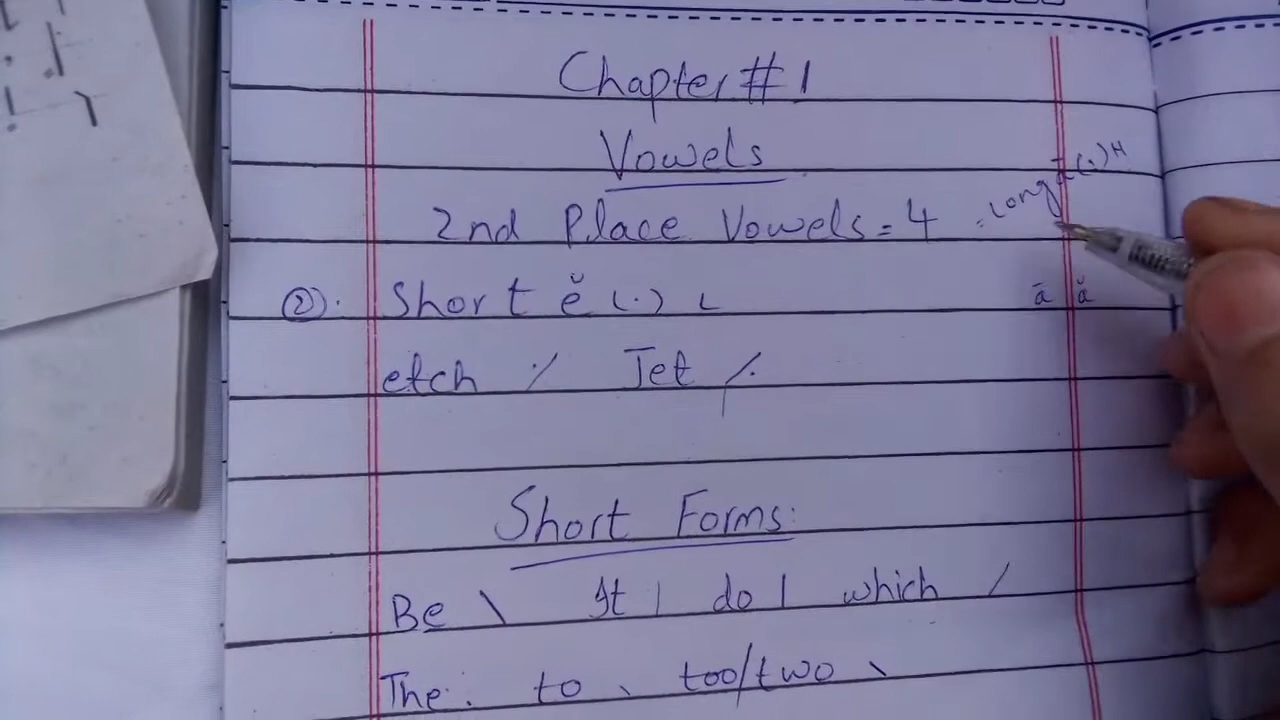 Chapter # 1
Vowels
2nd Place Vowels = 4
②: Short ĕ (.)
ā ă
etch Jet
Short Forms:
Be \ It | do | which /
The . to \ too/two \